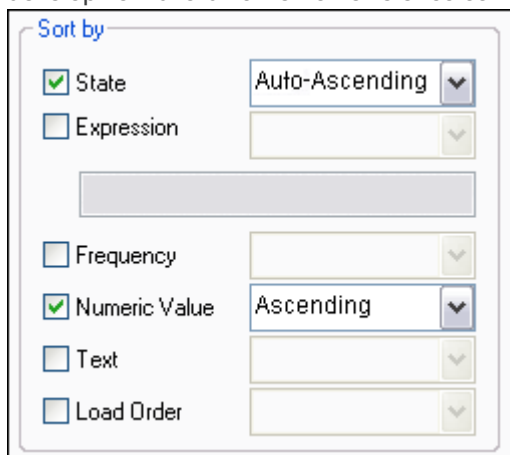 Sort by
State Auto-Ascending
Expression
Frequency
Numeric Value Ascending
Text
Load Order